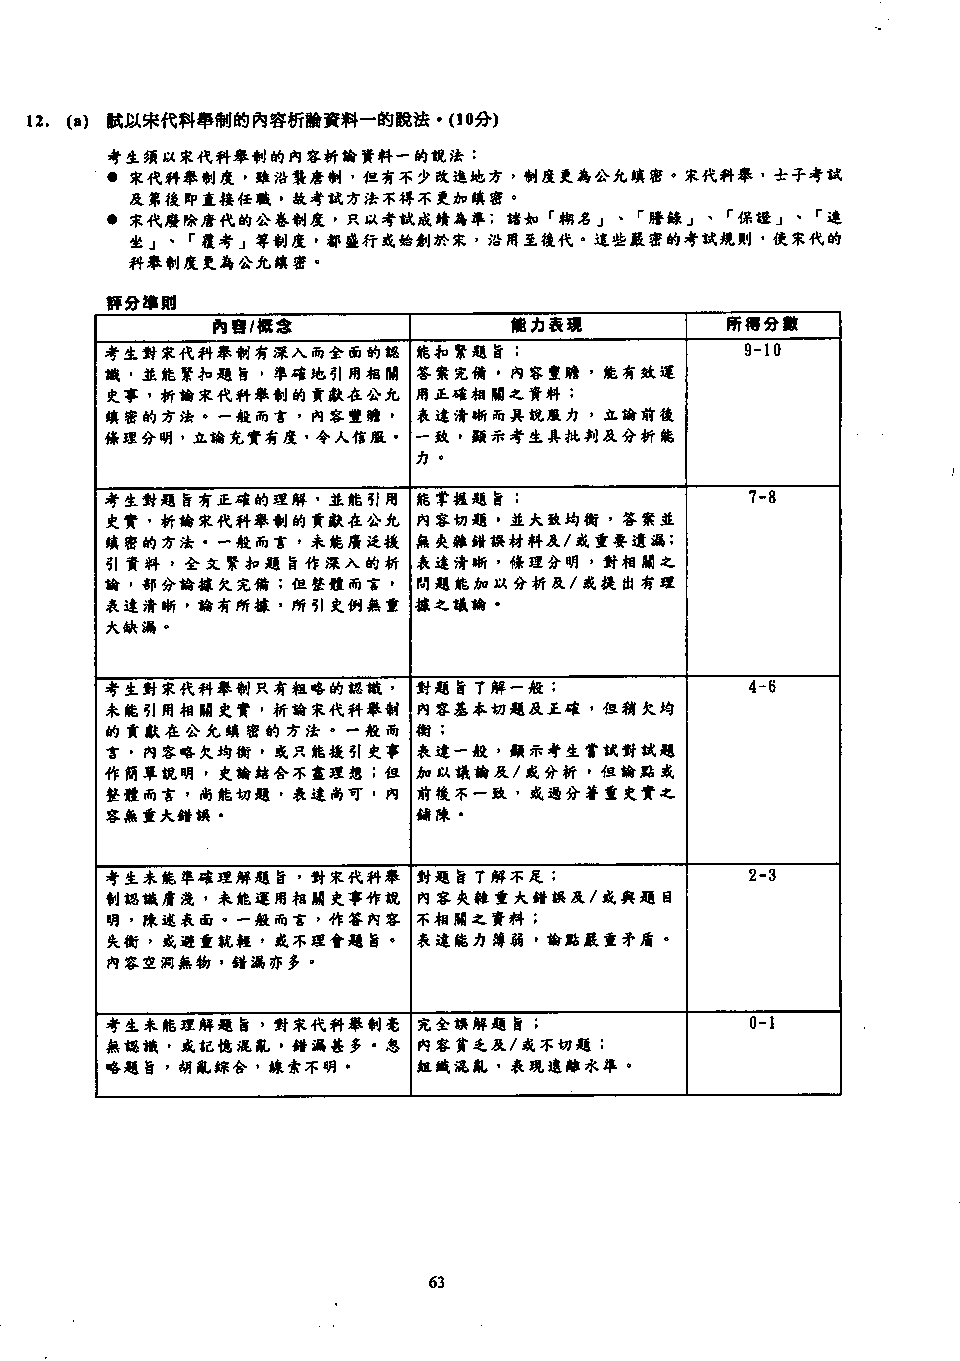 12. (a) 試以宋代科舉制的內容析論資料一的說法。(10分)
考生須以宋代科舉制的內容析論資料一的說法：
● 宋代科舉制度，雖沿襲唐制，但有不少改進地方，制度更為公允縝密。宋代科舉，士子考試
及第後即直接任職，故考試方法不得不更加縝密。
● 宋代廢除唐代的公卷制度，只以考試成績為準；諸如「糊名」、「謄錄」、「保證」、「連
坐」、「覆考」等制度，都盛行或始創於宋，沿用至後代。這些嚴密的考試規則，使宋代的
科舉制度更為公允縝密。
評分準則
內容/概念 能力表現 所得分數
考生對宋代科舉制有深入而全面的認
識，並能緊扣題旨，準確地引用相關
史事，析論宋代科舉制的貢獻在公允
縝密的方法。一般而言，內容豐贍，
條理分明，立論充實有度，令人信服。
能扣緊題旨；
答案完備，內容豐贍，能有效運
用正確相關之資料；
表達清晰而具說服力，立論前後
一致，顯示考生具批判及分析能
力。
9-10
考生對題旨有正確的理解，並能引用
史實，析論宋代科舉制的貢獻在公允
縝密的方法。一般而言，未能廣泛援
引資料，全文緊扣題旨作深入的析
論，部分論據欠完備；但整體而言，
表達清晰，論有所據，所引史例無重
大缺漏。
能掌握題旨；
內容切題，並大致均衡，答案並
無夾雜錯誤材料及/或重要遺漏；
表達清晰，條理分明，對相關之
問題能加以分析及/或提出有理
據之議論。
7-8
考生對宋代科舉制只有粗略的認識，
未能引用相關史實，析論宋代科舉制
的貢獻在公允縝密的方法。一般而
言，內容略欠均衡，或只能援引史事
作簡單說明，史論結合不盡理想；但
整體而言，尚能切題，表達尚可，內
容無重大錯誤。
對題旨了解一般；
內容基本切題及正確，但稍欠均
衡；
表達一般，顯示考生嘗試對試題
加以議論及/或分析，但論點或
前後不一致，或過分著重史實之
鋪陳。
4-6
考生未能準確理解題旨，對宋代科舉
制認識膚淺，未能運用相關史事作說
明，陳述表面。一般而言，作答內容
失衡，或避重就輕，或不理會題旨。
內容空洞無物，錯漏亦多。
對題旨了解不足；
內容夾雜重大錯誤及/或與題目
不相關之資料；
表達能力薄弱，論點嚴重矛盾。
2-3
考生未能理解題旨，對宋代科舉制毫
無認識，或記憶混亂，錯漏甚多。忽
略題旨，胡亂綜合，線索不明。
完全誤解題旨；
內容貧乏及/或不切題；
組織混亂，表現遠離水準。
0-1
63